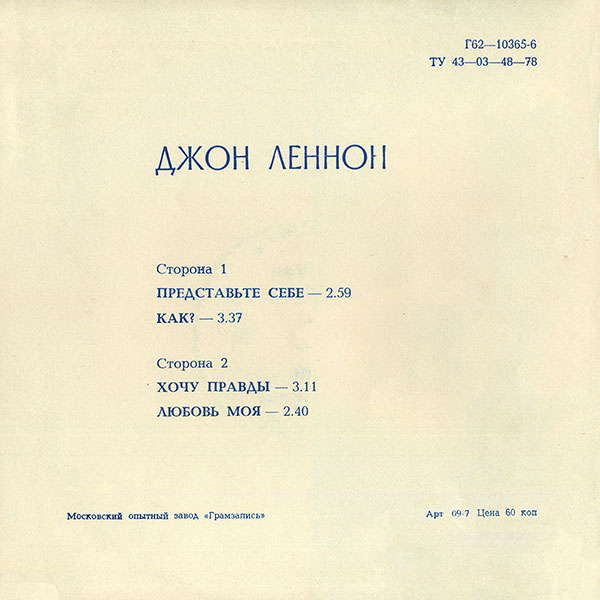 Г62—10365-6
ТУ 43—03—48—78
ДЖОН ЛЕННОН
Сторона 1
ПРЕДСТАВЬТЕ СЕБЕ — 2.59
КАК? — 3.37
Сторона 2
ХОЧУ ПРАВДЫ — 3.11
ЛЮБОВЬ МОЯ — 2.40
Московский опытный завод «Грамзапись»
Арт 09-7 Цена 60 коп